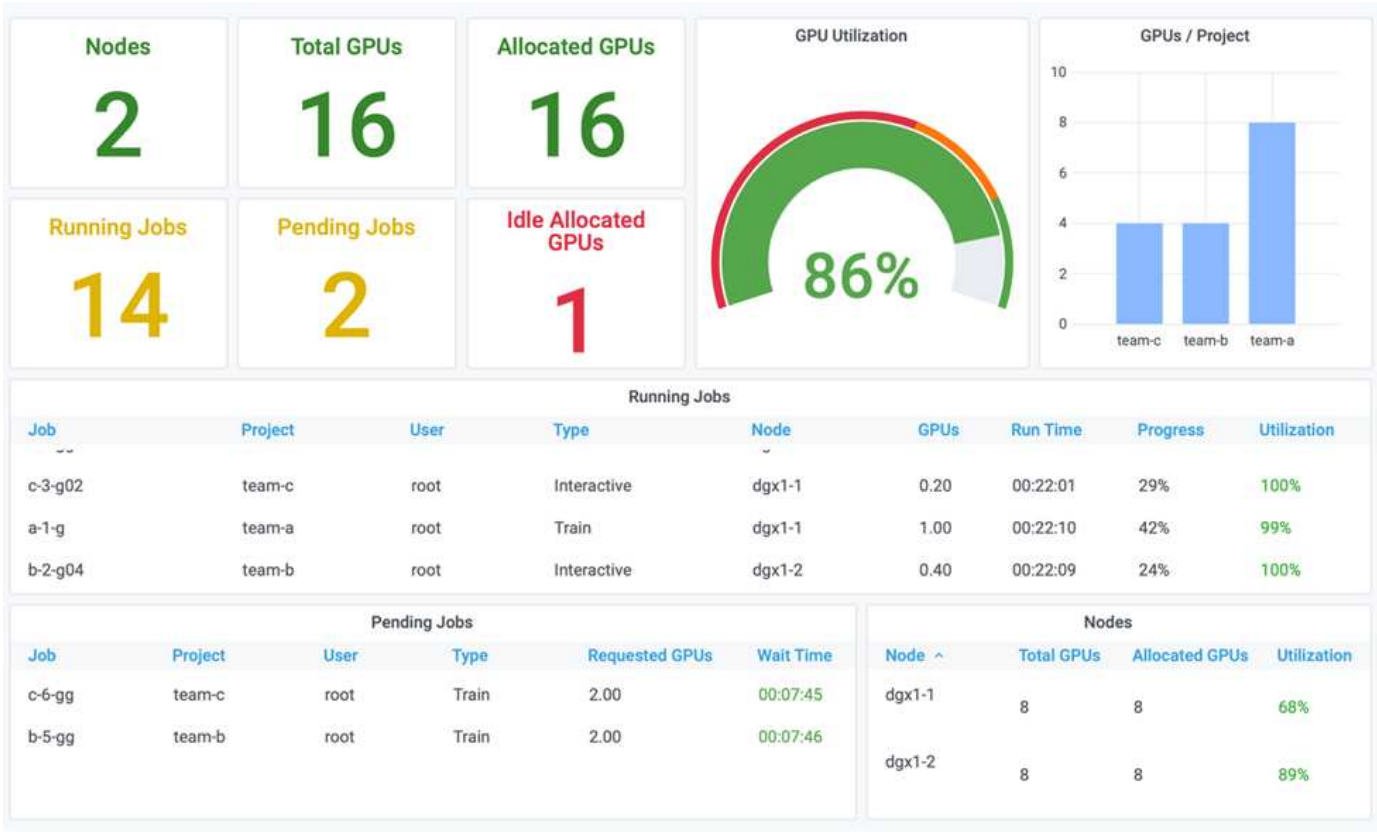 Nodes
2
Total GPUs
16
Allocated GPUs
16
Running Jobs
14
Pending Jobs
2
Idle Allocated
GPUs
1
GPU Utilization
86%
GPUs / Project
10
8
6
4
2
0
team-c team-b team-a
Running Jobs
Job Project User Type Node GPUs Run Time Progress Utilization
c-3-g02 team-c root Interactive dgx1-1 0.20 00:22:01 29% 100%
a-1-g team-a root Train dgx1-1 1.00 00:22:10 42% 99%
b-2-g04 team-b root Interactive dgx1-2 0.40 00:22:09 24% 100%
Pending Jobs
Job Project User Type Requested GPUs Wait Time
c-6-gg team-c root Train 2.00 00:07:45
b-5-gg team-b root Train 2.00 00:07:46
Nodes
Node Total GPUs Allocated GPUs Utilization
dgx1-1 8 8 68%
dgx1-2 8 8 89%